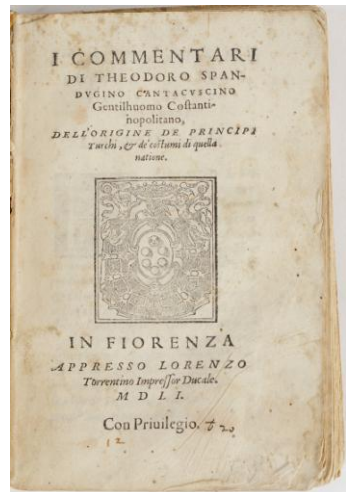 I COMMENTARI
DI THEODORO SPAN-
DVGINO CANTACVSCINO
Gentilhuomo Costanti-
nopolitano,
DELL'ORIGINE DE PRINCIPI
Turchi, & de' costumi di quella
natione.
IN FIORENZA
APPRESSO LORENZO
Torrentino Impressor Ducale.
M D L I.
Con Priuilegio.
12